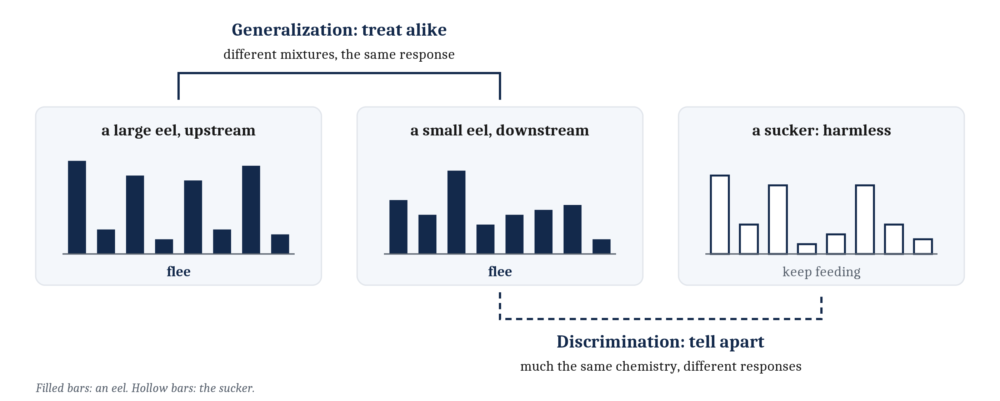 Generalization: treat alike
different mixtures, the same response
a large eel, upstream
a small eel, downstream
a sucker: harmless
flee
flee
keep feeding
Discrimination: tell apart
much the same chemistry, different responses
Filled bars: an eel. Hollow bars: the sucker.